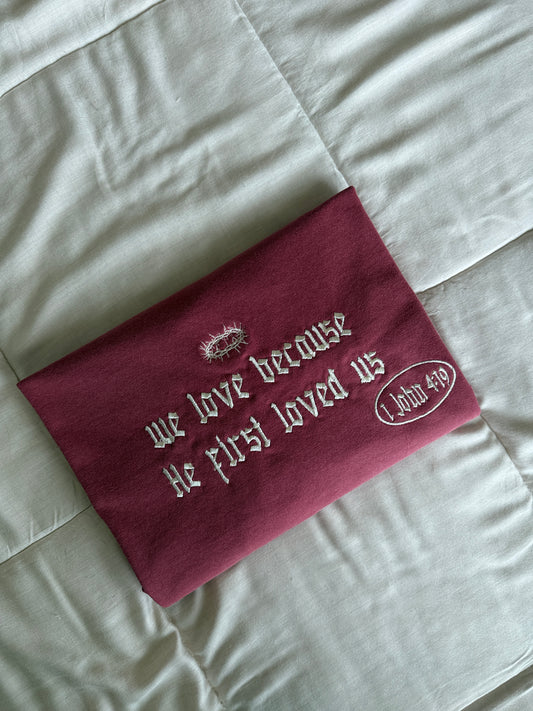 we love because
He first loved us
1 John 4:19